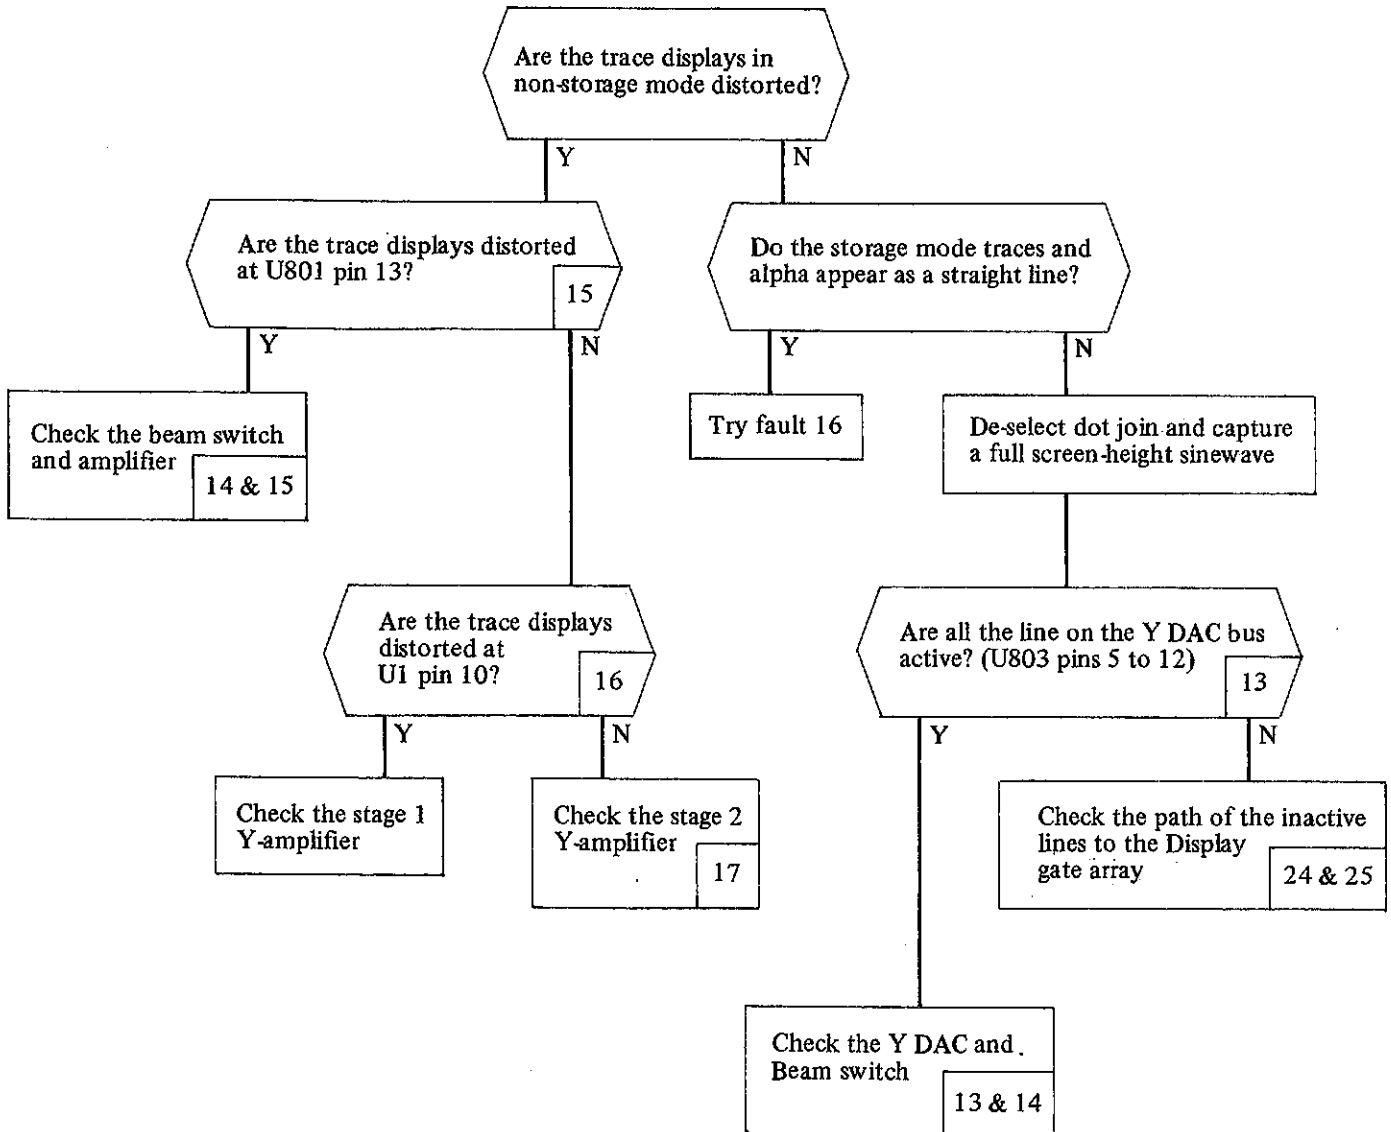 Are the trace displays in
non-storage mode distorted?
Y
N
Are the trace displays distorted
at U801 pin 13?
15
Do the storage mode traces and
alpha appear as a straight line?
Y
N
Y
N
Check the beam switch
and amplifier
14 & 15
Try fault 16
De-select dot join and capture
a full screen-height sinewave
Are the trace displays
distorted at
U1 pin 10?
16
Are all the line on the Y DAC bus
active? (U803 pins 5 to 12)
13
Y
N
Y
N
Check the stage 1
Y-amplifier
Check the stage 2
Y-amplifier
17
Check the path of the inactive
lines to the Display
gate array
24 & 25
Check the Y DAC and.
Beam switch
13 & 14